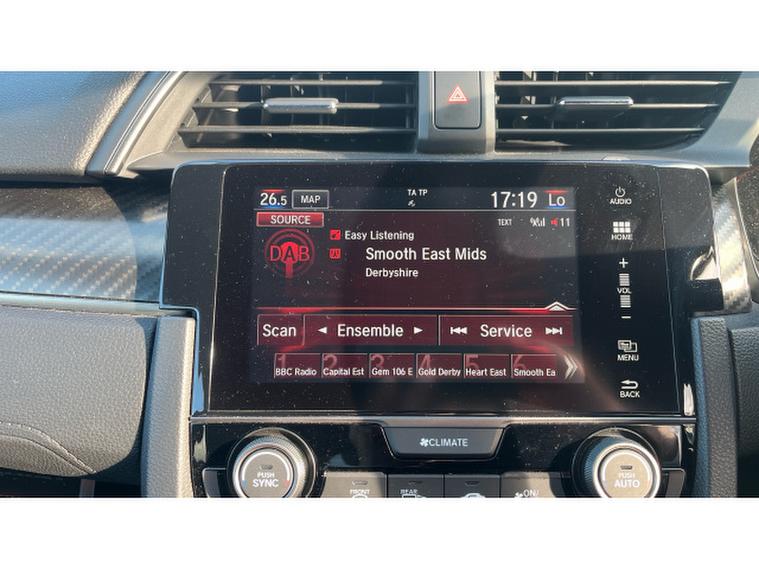 26.5 MAP TA TP 17:19 Lo
SOURCE TEXT 11
DAB Easy Listening
Smooth East Mids
Derbyshire
Scan Ensemble Service
1 2 3 4 5 6
BBC Radio Capital Est Gem 106 E Gold Derby Heart East Smooth Ea
AUDIO
HOME
+
VOL
−
MENU
BACK
CLIMATE
PUSH SYNC
PUSH AUTO
FRONT REAR ON/